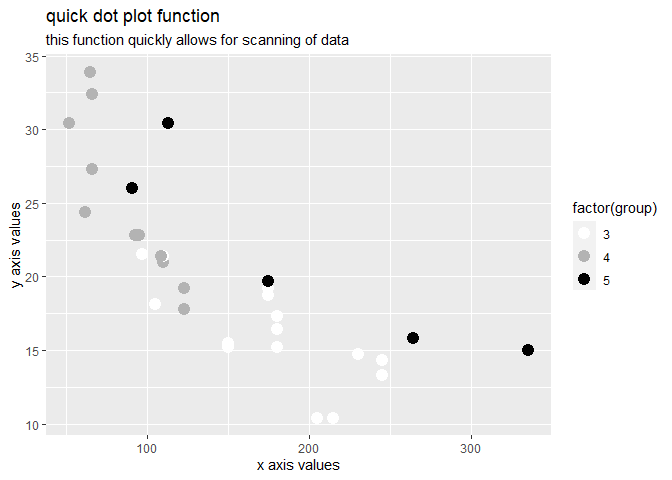 quick dot plot function
this function quickly allows for scanning of data
35
30
25
20
15
10
y axis values
100 200 300
x axis values
factor(group)
3
4
5